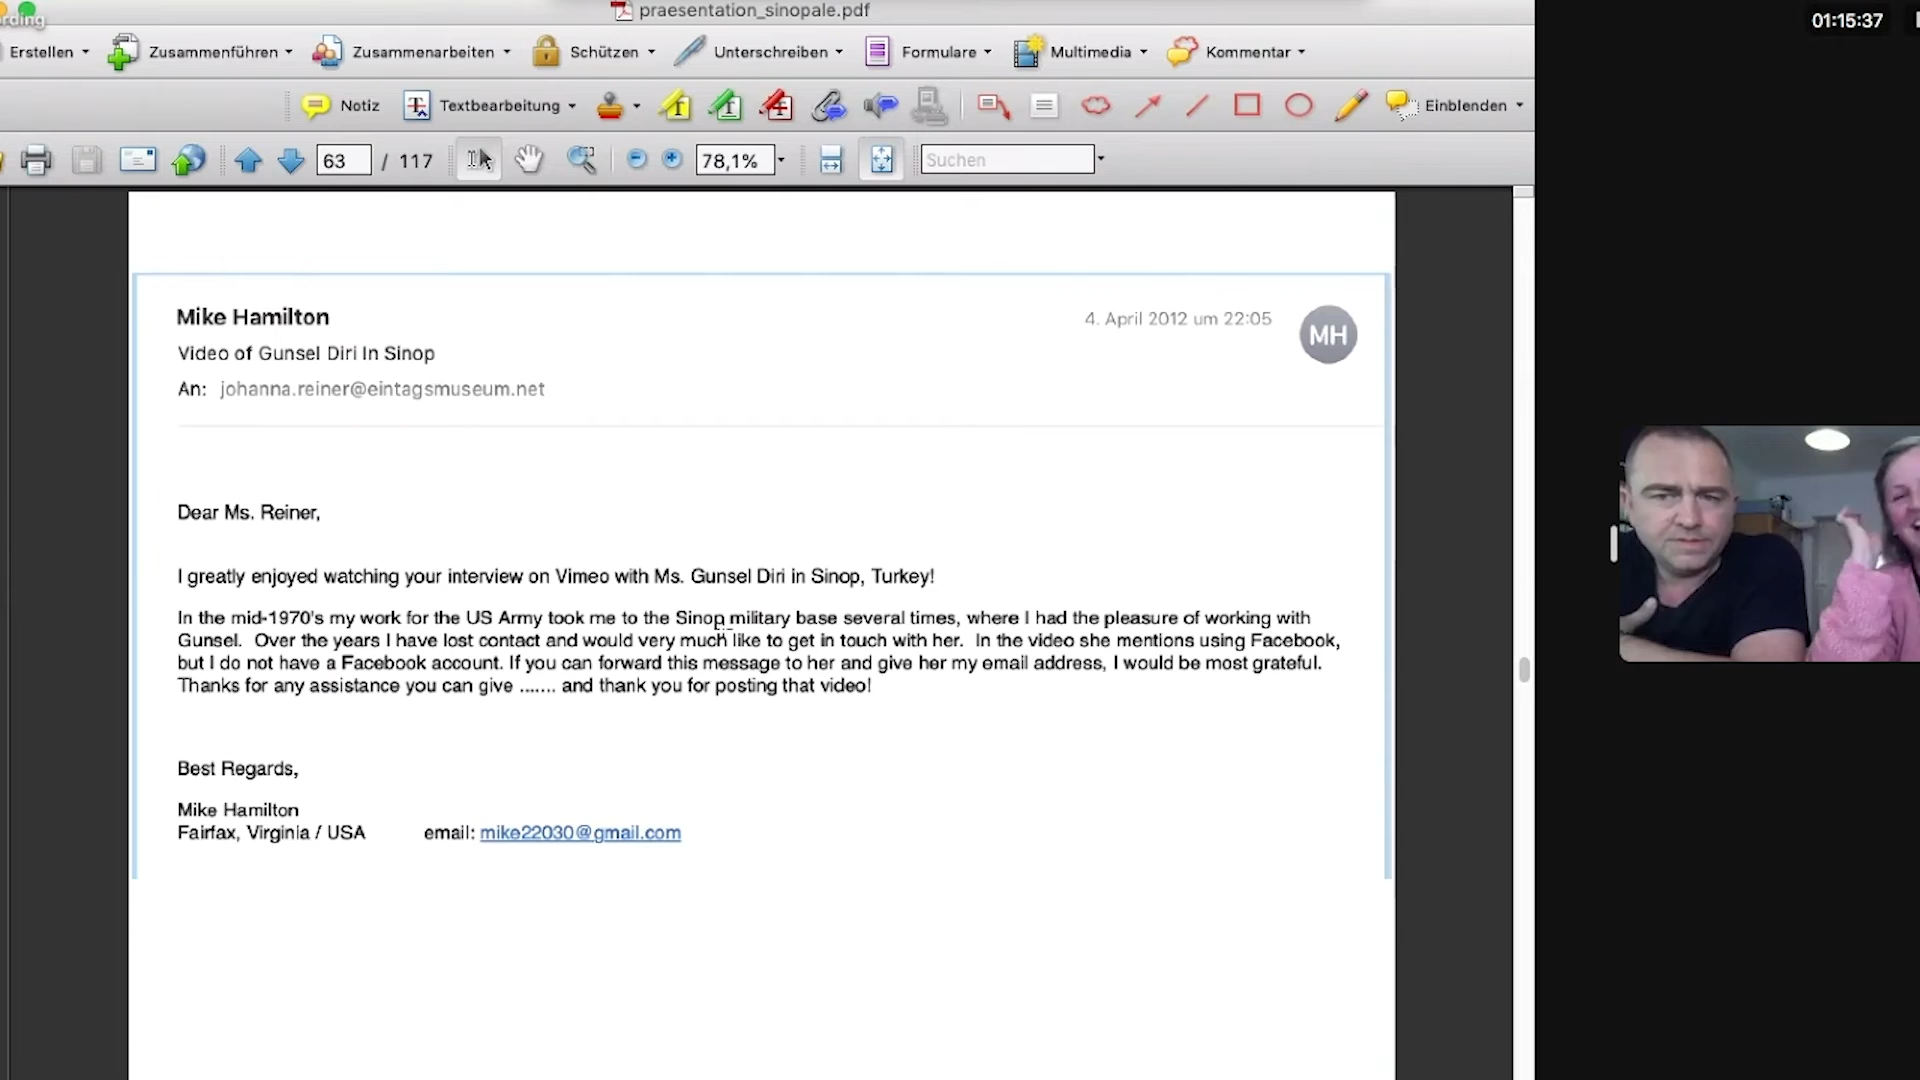 rding
praesentation_sinopale.pdf
01:15:37
Erstellen
Zusammenführen
Zusammenarbeiten
Schützen
Unterschreiben
Formulare
Multimedia
Kommentar
Notiz
Textbearbeitung
Einblenden
63 / 117
78,1%
Suchen
Mike Hamilton
4. April 2012 um 22:05
MH
Video of Gunsel Diri In Sinop
An: johanna.reiner@eintagsmuseum.net
Dear Ms. Reiner,
I greatly enjoyed watching your interview on Vimeo with Ms. Gunsel Diri in Sinop, Turkey!
In the mid-1970's my work for the US Army took me to the Sinop military base several times, where I had the pleasure of working with
Gunsel. Over the years I have lost contact and would very much like to get in touch with her. In the video she mentions using Facebook,
but I do not have a Facebook account. If you can forward this message to her and give her my email address, I would be most grateful.
Thanks for any assistance you can give ....... and thank you for posting that video!
Best Regards,
Mike Hamilton
Fairfax, Virginia / USA email: mike22030@gmail.com